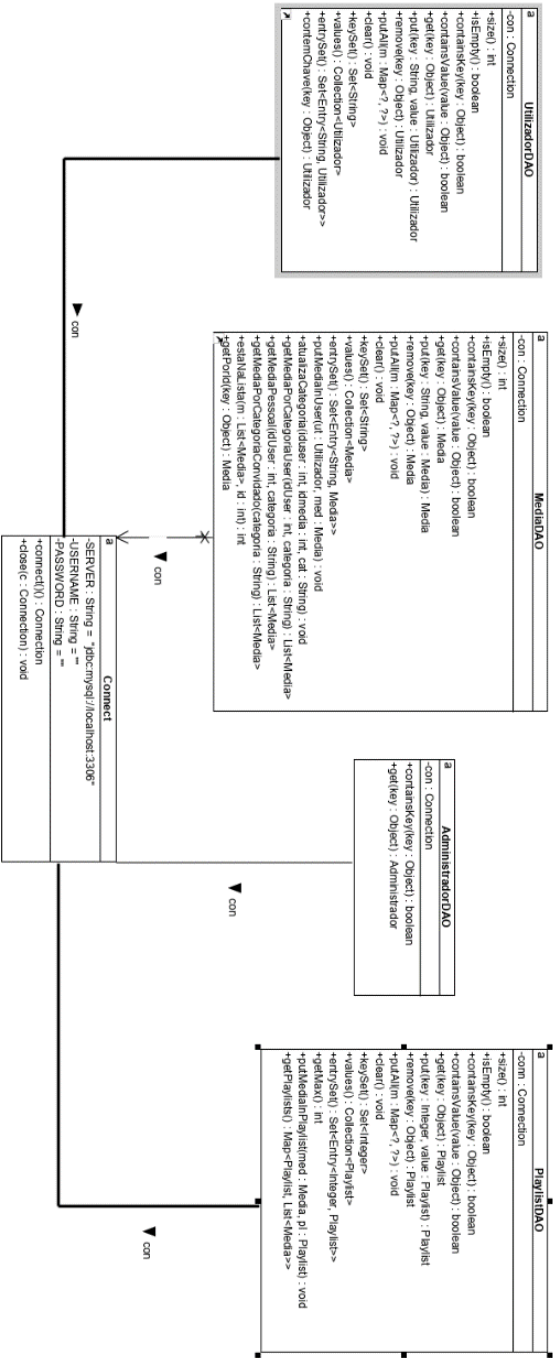 a
UtilizadorDAO
-con : Connection
+size() : int
+isEmpty() : boolean
+containsKey(key : Object) : boolean
+containsValue(value : Object) : boolean
+get(key : Object) : Utilizador
+put(key : String, value : Utilizador) : Utilizador
+remove(key : Object) : Utilizador
+putAll(m : Map<?, ?>) : void
+clear() : void
+keySet() : Set<String>
+values() : Collection<Utilizador>
+entrySet() : Set<Entry<String, Utilizador>>
+contemChave(key : Object) : Utilizador
a
MediaDAO
-con : Connection
+size() : int
+isEmpty() : boolean
+containsKey(key : Object) : boolean
+containsValue(value : Object) : boolean
+get(key : Object) : Media
+put(key : String, value : Media) : Media
+remove(key : Object) : Media
+putAll(m : Map<?, ?>) : void
+clear() : void
+keySet() : Set<String>
+values() : Collection<Media>
+entrySet() : Set<Entry<String, Media>>
+putMediaInUser(ut : Utilizador, med : Media) : void
+atualizaCategoria(iduser : int, idmedia : int, cat : String) : void
+getMediaPorCategoriaUser(idUser : int, categoria : String) : List<Media>
+getMediaPessoal(idUser : int, categoria : String) : List<Media>
+getMediaPorCategoriaConvidado(categoria : String) : List<Media>
+estaNaLista(m : List<Media>, id : int) : int
+getPorId(key : Object) : Media
a
AdministradorDAO
-con : Connection
+containsKey(key : Object) : boolean
+get(key : Object) : Administrador
a
PlaylistDAO
-conn : Connection
+size() : int
+isEmpty() : boolean
+containsKey(key : Object) : boolean
+containsValue(value : Object) : boolean
+get(key : Object) : Playlist
+put(key : Integer, value : Playlist) : Playlist
+remove(key : Object) : Playlist
+putAll(m : Map<?, ?>) : void
+clear() : void
+keySet() : Set<Integer>
+values() : Collection<Playlist>
+entrySet() : Set<Entry<Integer, Playlist>>
+getMax() : int
+putMediaInPlaylist(med : Media, pl : Playlist) : void
+getPlaylists() : Map<Playlist, List<Media>>
con
con
con
con
a
Connect
-SERVER : String = "jdbc:mysql://localhost:3306"
-USERNAME : String = ""
-PASSWORD : String = ""
+connect() : Connection
+close(c : Connection) : void